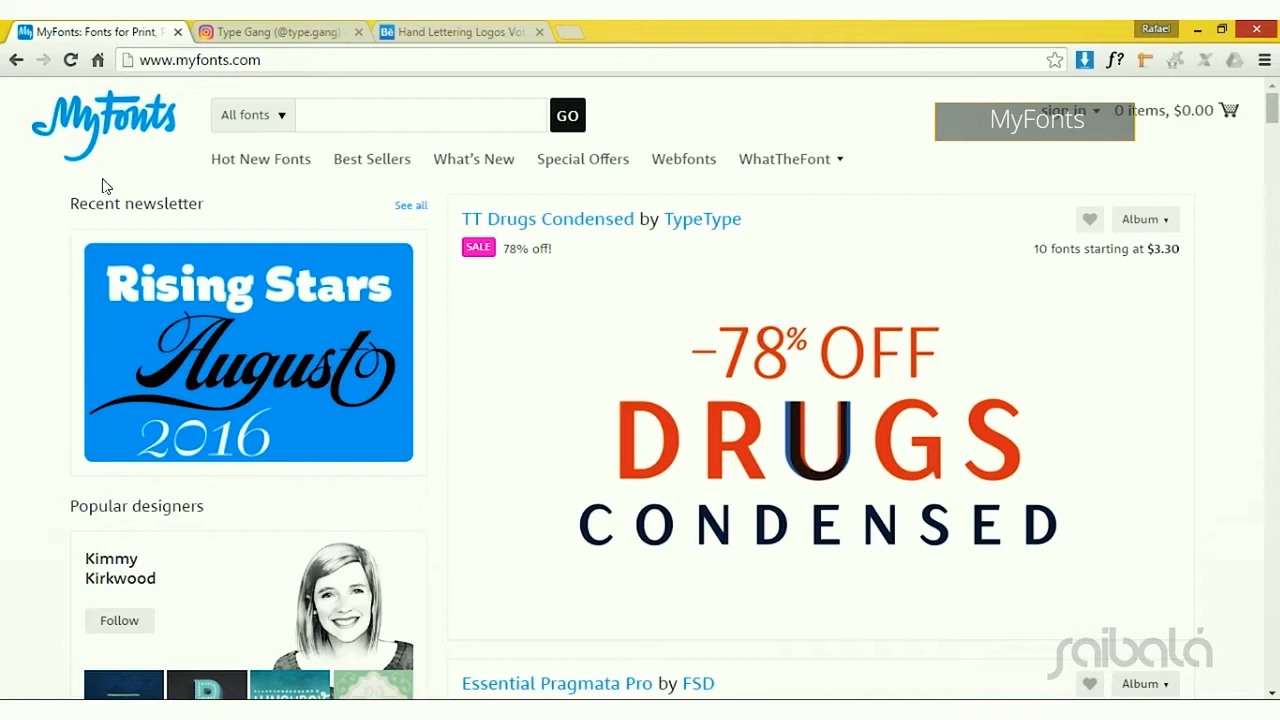 MyFonts: Fonts for Print,
Type Gang (@type.gang)
Hand Lettering Logos Vol
Rafael
www.myfonts.com
f?
MyFonts
All fonts
GO
sign in
0 items, $0.00
MyFonts
Hot New Fonts
Best Sellers
What's New
Special Offers
Webfonts
WhatTheFont
Recent newsletter
See all
Rising Stars
August
2016
Popular designers
Kimmy
Kirkwood
Follow
TT Drugs Condensed by TypeType
Album
SALE 78% off!
10 fonts starting at $3.30
–78% OFF
DRUGS
CONDENSED
Essential Pragmata Pro by FSD
Album
saibalá